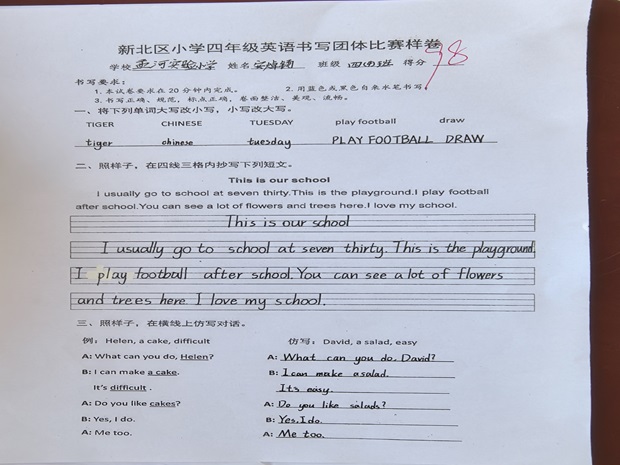 新北区小学四年级英语书写团体比赛样卷
学校 河实验小学 姓名 班级 四 班 得分 98
书写要求：
1. 本试卷要求在 20 分钟内完成。 2. 用蓝色或黑色自来水笔书写。
3. 书写正确、规范，标点正确，卷面整洁、美观、流畅。
一、将下列单词大写改小写，小写改大写。
TIGER CHINESE TUESDAY play football draw
tiger chinese tuesday PLAY FOOTBALL DRAW
二、照样子，在四线三格内抄写下列短文。
This is our school
I usually go to school at seven thirty.This is the playground.I play football
after school.You can see a lot of flowers and trees here.I love my school.
This is our school
I usually go to school at seven thirty. This is the playground.
I play football after school. You can see a lot of flowers
and trees here. I love my school.
三、照样子，在横线上仿写对话。
例：Helen, a cake, difficult 仿写：David, a salad, easy
A: What can you do, Helen? A: What can you do, David?
B: I can make a cake. B: I can make a salad.
It's difficult . It's easy.
A: Do you like cakes? A: Do you like salads?
B: Yes, I do. B: Yes, I do.
A: Me too. A: Me too.